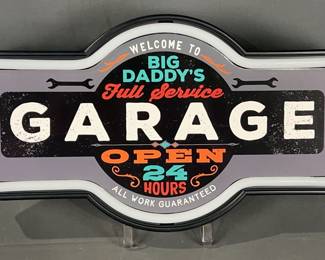 WELCOME TO
BIG
DADDY'S
Full Service
GARAGE
OPEN
24
HOURS
ALL WORK GUARANTEED